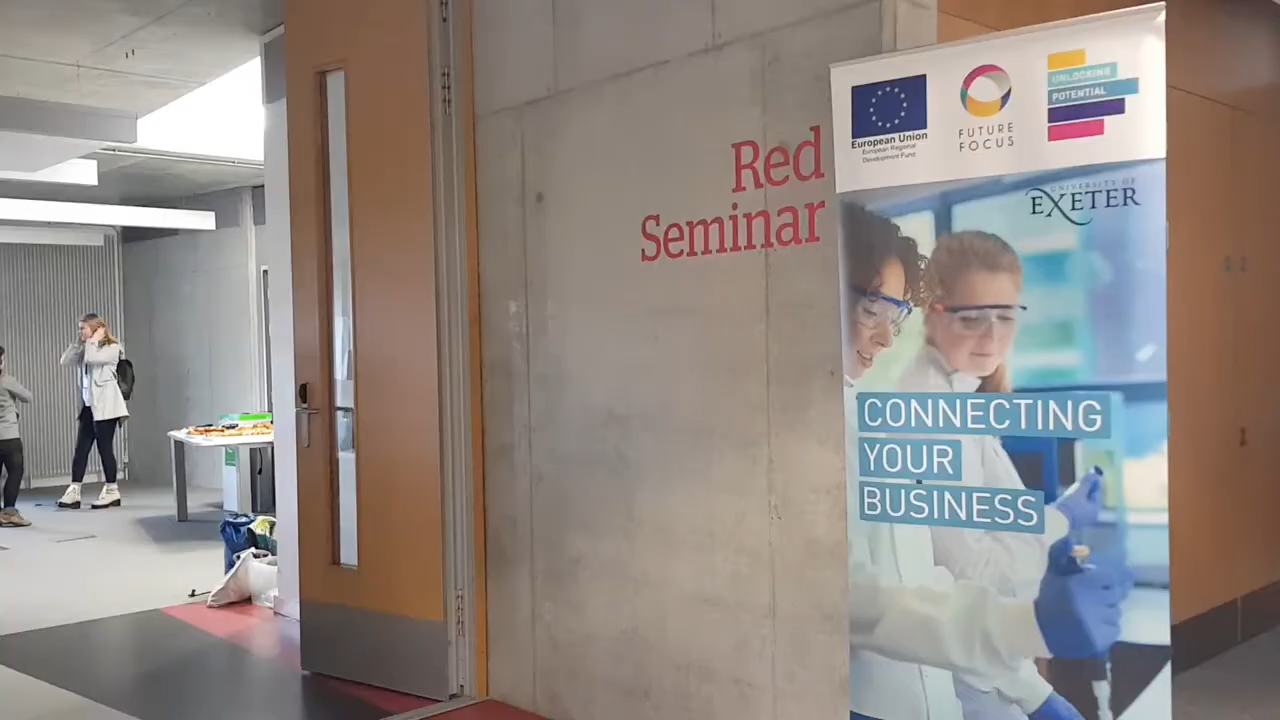 Red
Seminar
European Union
European Regional
Development Fund
FUTURE
FOCUS
UNLOCKING
POTENTIAL
UNIVERSITY OF
EXETER
CONNECTING
YOUR
BUSINESS